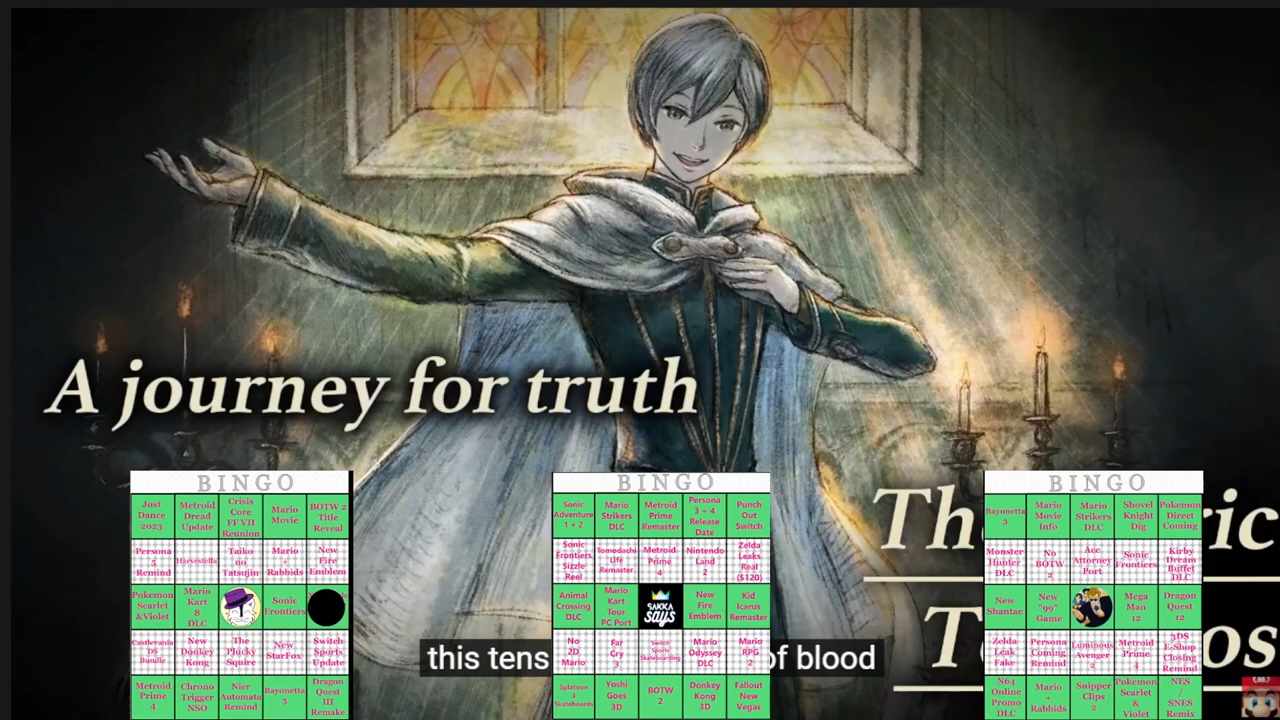 A journey for truth
Th
ric
T
os
this tens
of blood
BINGO
Just Dance 2023
Metroid Dread Update
Crisis Core FF VII Reunion
Mario Movie
BOTW 2 Title Reveal
Persona 5 Remind
Harvestella
Taiko no Tatsujin
Mario + Rabbids
New Fire Emblem
Pokemon Scarlet &Violet
Mario Kart 8 DLC
Sonic Frontiers
Castlevania DS Bundle
New Donkey Kong
The Plucky Squire
New StarFox
Switch Sports Update
Metroid Prime 4
Chrono Trigger NSO
Nier Automata Remind
Bayonetta 3
Dragon Quest III Remake
BINGO
Sonic Adventure 1 + 2
Mario Strikers DLC
Metroid Prime Remaster
Persona 3 + 4 Release Date
Punch Out Switch
Sonic Frontiers Sizzle Reel
Tomodachi Life Remaster
Metroid Prime 4
Nintendo Land 2
Zelda Leaks Real ($120)
Animal Crossing DLC
Mario Kart Tour PC Port
SAKKA says
New Fire Emblem
Kid Icarus Remaster
No 2D Mario
Far Cry 3
Switch Sports Skateboarding
Mario Odyssey DLC
Mario RPG 2
Splatoon 3 Skateboards
Yoshi Goes 3D
BOTW 2
Donkey Kong 3D
Fallout New Vegas
BINGO
Bayonetta 3
Mario Movie Info
Mario Strikers DLC
Shovel Knight Dig
Pokemon Direct Coming
Monster Hunter DLC
No BOTW 2
Ace Attorney Port
Sonic Frontiers
Kirby Dream Buffet DLC
New Shantae
New "99" Game
Mega Man 12
Dragon Quest 12
Zelda Leak Fake
Persona Coming Remind
Luminous Avenger 2
Metroid Prime 4
3DS E-Shop Closing Remind
N64 Online Promo DLC
Mario + Rabbids
Snipper Clips 2
Pokemon Scarlet & Violet
NES / SNES Remix